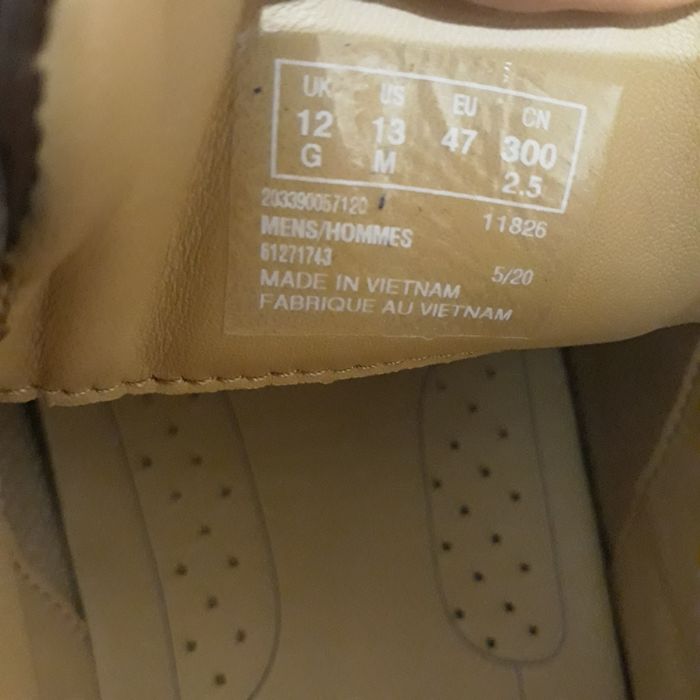 UK US EU CN
12 13 47 300
G M 2.5
203390057120
11826
MENS/HOMMES
61271743
5/20
MADE IN VIETNAM
FABRIQUE AU VIETNAM